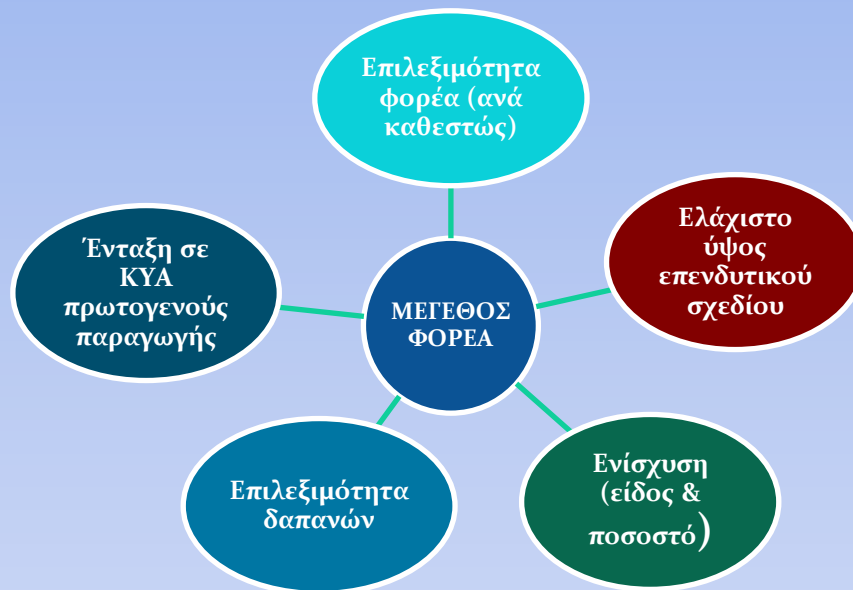 Επιλεξιμότητα
φορέα (ανά
καθεστώς)
Ελάχιστο
ύψος
επενδυτικού
σχεδίου
Ένταξη σε
ΚΥΑ
πρωτογενούς
παραγωγής
ΜΕΓΕΘΟΣ
ΦΟΡΕΑ
Επιλεξιμότητα
δαπανών
Ενίσχυση
(είδος &
ποσοστό)